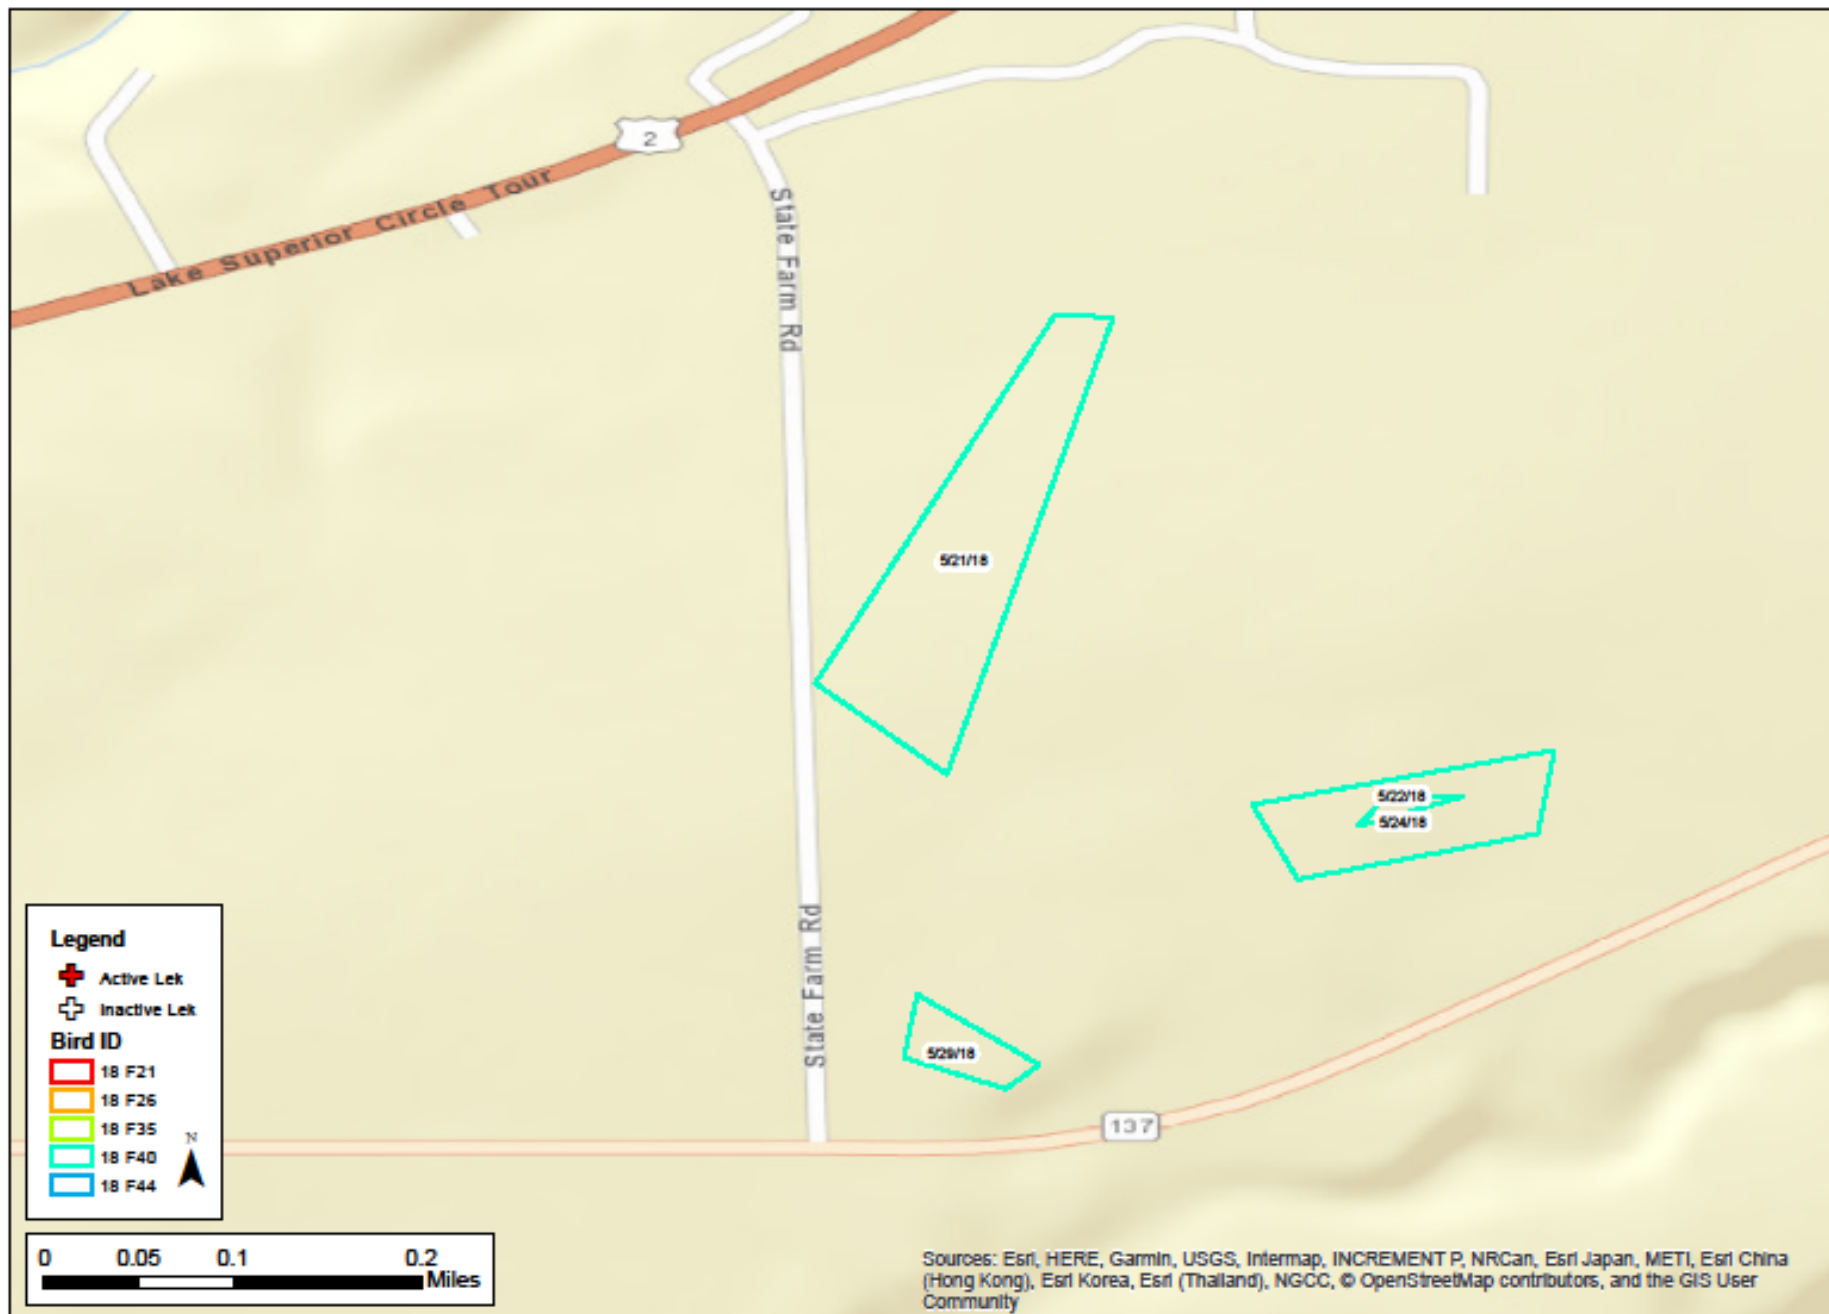 2
Lake Superior Circle Tour
State Farm Rd
5/21/18
5/22/18
5/24/18
State Farm Rd
5/29/18
137
Legend
Active Lek
Inactive Lek
Bird ID
18 F21
18 F26
18 F35
18 F40
18 F44
N
0 0.05 0.1 0.2
Miles
Sources: Esri, HERE, Garmin, USGS, Intermap, INCREMENT P, NRCan, Esri Japan, METI, Esri China
(Hong Kong), Esri Korea, Esri (Thailand), NGCC, © OpenStreetMap contributors, and the GIS User
Community